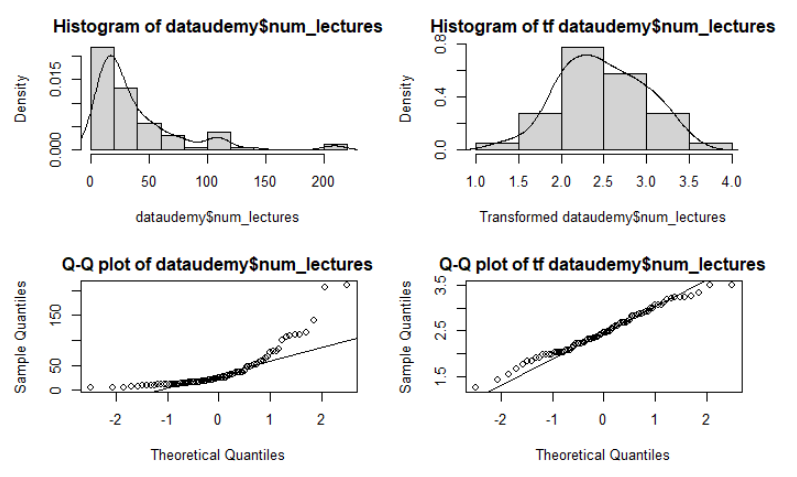 Histogram of dataudemy$num_lectures
Density
0.000 0.015
0 50 100 150 200
dataudemy$num_lectures
Histogram of tf dataudemy$num_lectures
Density
0.0 0.4 0.8
1.0 1.5 2.0 2.5 3.0 3.5 4.0
Transformed dataudemy$num_lectures
Q-Q plot of dataudemy$num_lectures
Sample Quantiles
0 50 150
-2 -1 0 1 2
Theoretical Quantiles
Q-Q plot of tf dataudemy$num_lectures
Sample Quantiles
1.5 2.5 3.5
-2 -1 0 1 2
Theoretical Quantiles